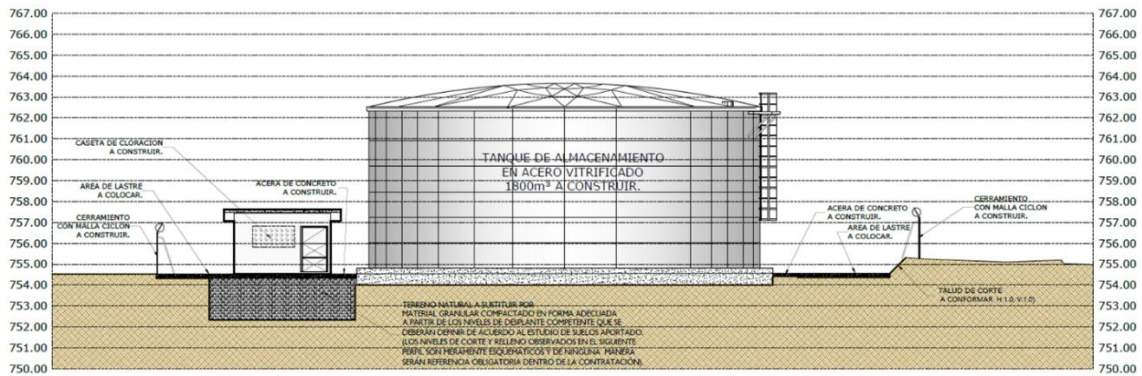 767.00
766.00
765.00
764.00
763.00
762.00
761.00
760.00
759.00
758.00
757.00
756.00
755.00
754.00
753.00
752.00
751.00
750.00
CASETA DE CLORACION
A CONSTRUIR.
AREA DE LASTRE
A COLOCAR.
CERRAMIENTO
CON MALLA CICLON
A CONSTRUIR.
ACERA DE CONCRETO
A CONSTRUIR.
TANQUE DE ALMACENAMIENTO
EN ACERO VITRIFICADO
1800m³ A CONSTRUIR.
ACERA DE CONCRETO
A CONSTRUIR.
AREA DE LASTRE
A COLOCAR.
CERRAMIENTO
CON MALLA CICLON
A CONSTRUIR.
TALUD DE CORTE
A CONFORMAR H:1.0, V:1.0)
TERRENO NATURAL A SUSTITUIR POR
MATERIAL GRANULAR COMPACTADO EN FORMA ADECUADA
A PARTIR DE LOS NIVELES DE DESPLANTE COMPETENTE QUE SE
DEBERÁN DEFINIR DE ACUERDO AL ESTUDIO DE SUELOS APORTADO.
(LOS NIVELES DE CORTE Y RELLENO OBSERVADOS EN EL SIGUIENTE
PERFIL SON MERAMENTE ESQUEMATICOS Y DE NINGUNA MANERA
SERÁN REFERENCIA OBLIGATORIA DENTRO DE LA CONTRATACIÓN).
767.00
766.00
765.00
764.00
763.00
762.00
761.00
760.00
759.00
758.00
757.00
756.00
755.00
754.00
753.00
752.00
751.00
750.00